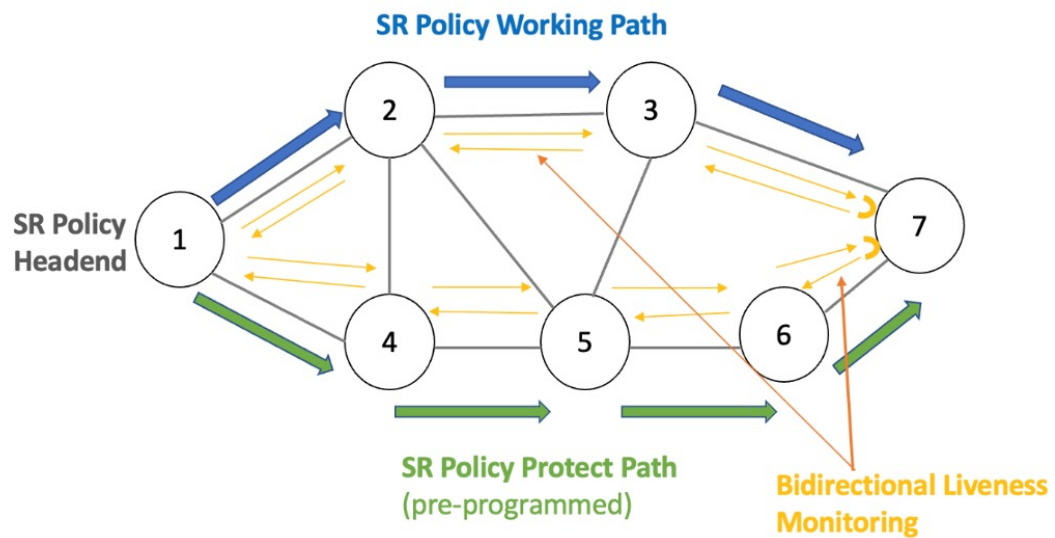 SR Policy Working Path
2
3
SR Policy
Headend
1
7
4
5
6
SR Policy Protect Path
(pre-programmed)
Bidirectional Liveness
Monitoring